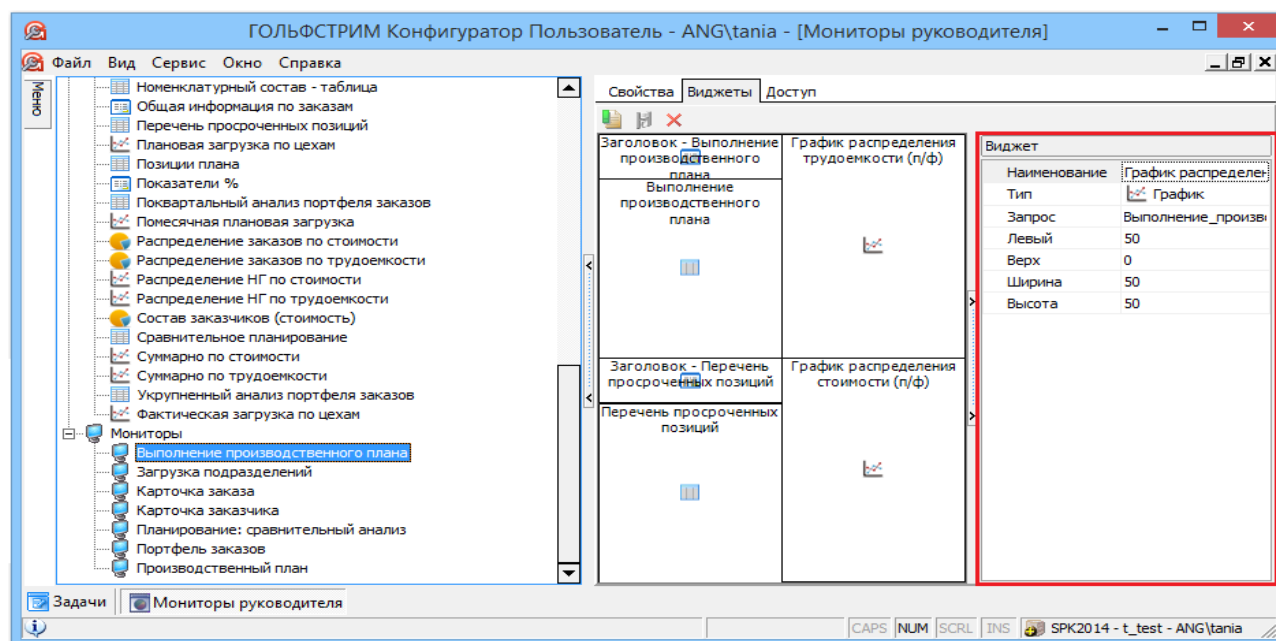 ГОЛЬФСТРИМ Конфигуратор Пользователь - ANG\tania - [Мониторы руководителя]
Файл Вид Сервис Окно Справка
Меню
Номенклатурный состав - таблица
Общая информация по заказам
Перечень просроченных позиций
Плановая загрузка по цехам
Позиции плана
Показатели %
Поквартальный анализ портфеля заказов
Помесячная плановая загрузка
Распределение заказов по стоимости
Распределение заказов по трудоемкости
Распределение НГ по стоимости
Распределение НГ по трудоемкости
Состав заказчиков (стоимость)
Сравнительное планирование
Суммарно по стоимости
Суммарно по трудоемкости
Укрупненный анализ портфеля заказов
Фактическая загрузка по цехам
Мониторы
Выполнение производственного плана
Загрузка подразделений
Карточка заказа
Карточка заказчика
Планирование: сравнительный анализ
Портфель заказов
Производственный план
Свойства Виджеты Доступ
Заголовок - Выполнение
производственного
плана
Выполнение
производственного
плана
График распределения
трудоемкости (п/ф)
Заголовок - Перечень
просроченных позиций
Перечень просроченных
позиций
График распределения
стоимости (п/ф)
Виджет
Наименование График распределен
Тип График
Запрос Выполнение_произв
Левый 50
Верх 0
Ширина 50
Высота 50
Задачи Мониторы руководителя
CAPS NUM SCRL INS SPK2014 - t_test - ANG\tania